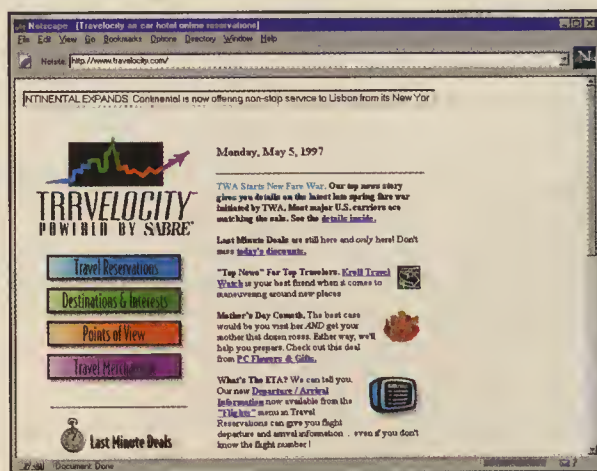 Netscape - [Travelocity air car hotel online reservations]
File Edit View Go Bookmarks Options Directory Window Help
Netsite: http://www.travelocity.com/
NTINENTAL EXPANDS: Continental is now offering non-stop service to Lisbon from its New Yor
TRAVELOCITY
POWERED BY SABRE
Travel Reservations
Destinations & Interests
Points of View
Travel Merchandise
Last Minute Deals
Monday, May 5, 1997
TWA Starts New Fare War. Our top news story
gives you details on the latest late spring fare war
initiated by TWA. Most major U.S. carriers are
matching the sale. See the details inside.
Last Minute Deals are still here and only here! Don't
miss today's discounts.
"Top News" For Top Travelers. Kroll Travel
Watch is your best friend when it comes to
maneuvering around new places
Mother's Day Cometh. The best case
would be you visit her AND get your
mother that dozen roses. Either way, we'll
help you prepare. Check out this deal
from PC Flowers & Gifts.
What's The ETA? We can tell you.
Our new Departure / Arrival
Information now available from the
"Flights" menu in Travel
Reservations can give you flight
departure and arrival information . . even if you don't
know the flight number!
Document: Done